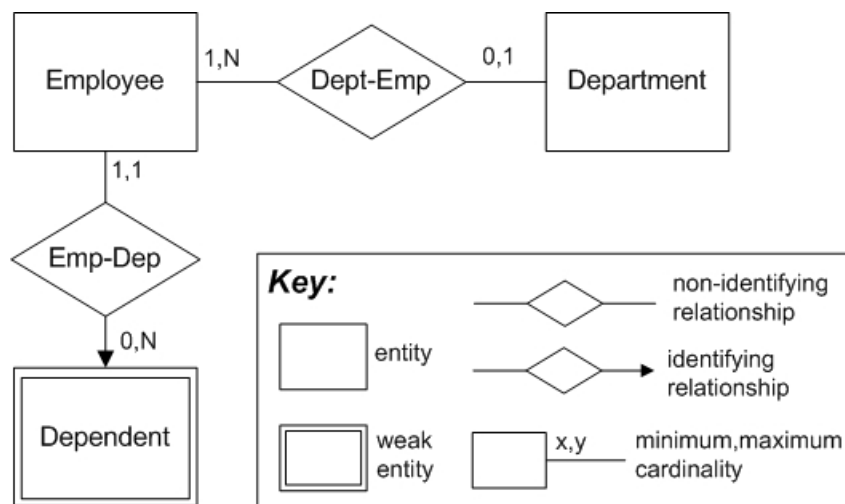 Employee
1,N
Dept-Emp
0,1
Department
1,1
Emp-Dep
0,N
Dependent
Key:
entity
non-identifying
relationship
identifying
relationship
weak
entity
x,y
minimum,maximum
cardinality